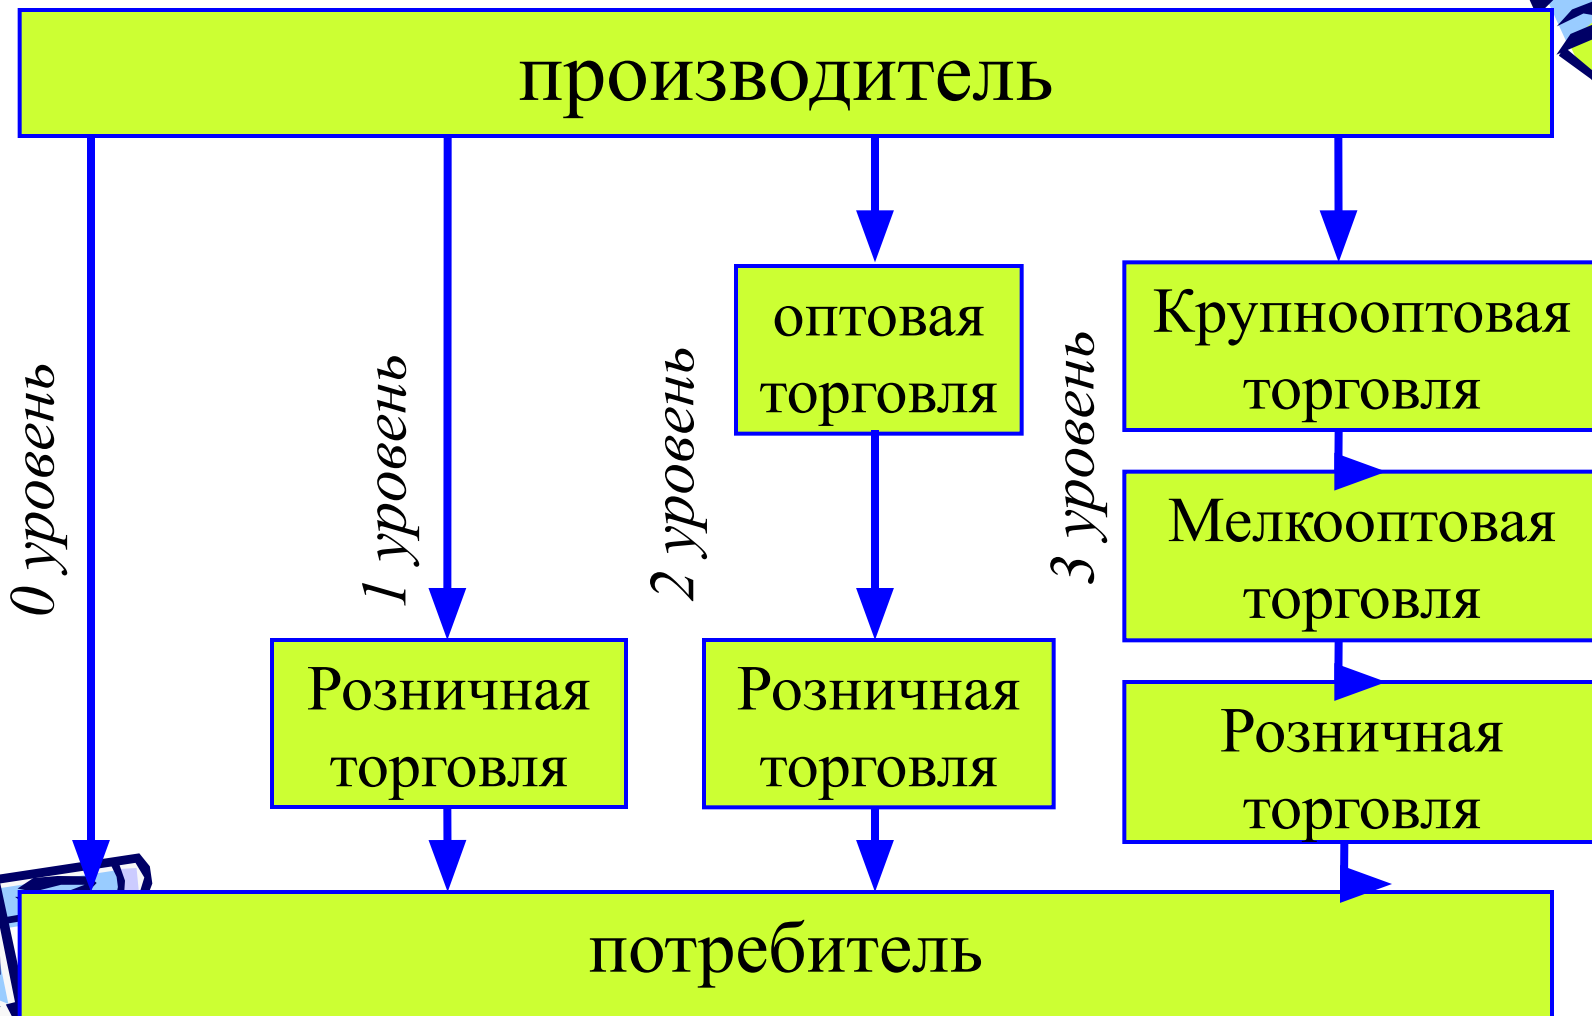 производитель
0 уровень
1 уровень
Розничная
торговля
2 уровень
оптовая
торговля
Розничная
торговля
3 уровень
Крупнооптовая
торговля
Мелкооптовая
торговля
Розничная
торговля
потребитель